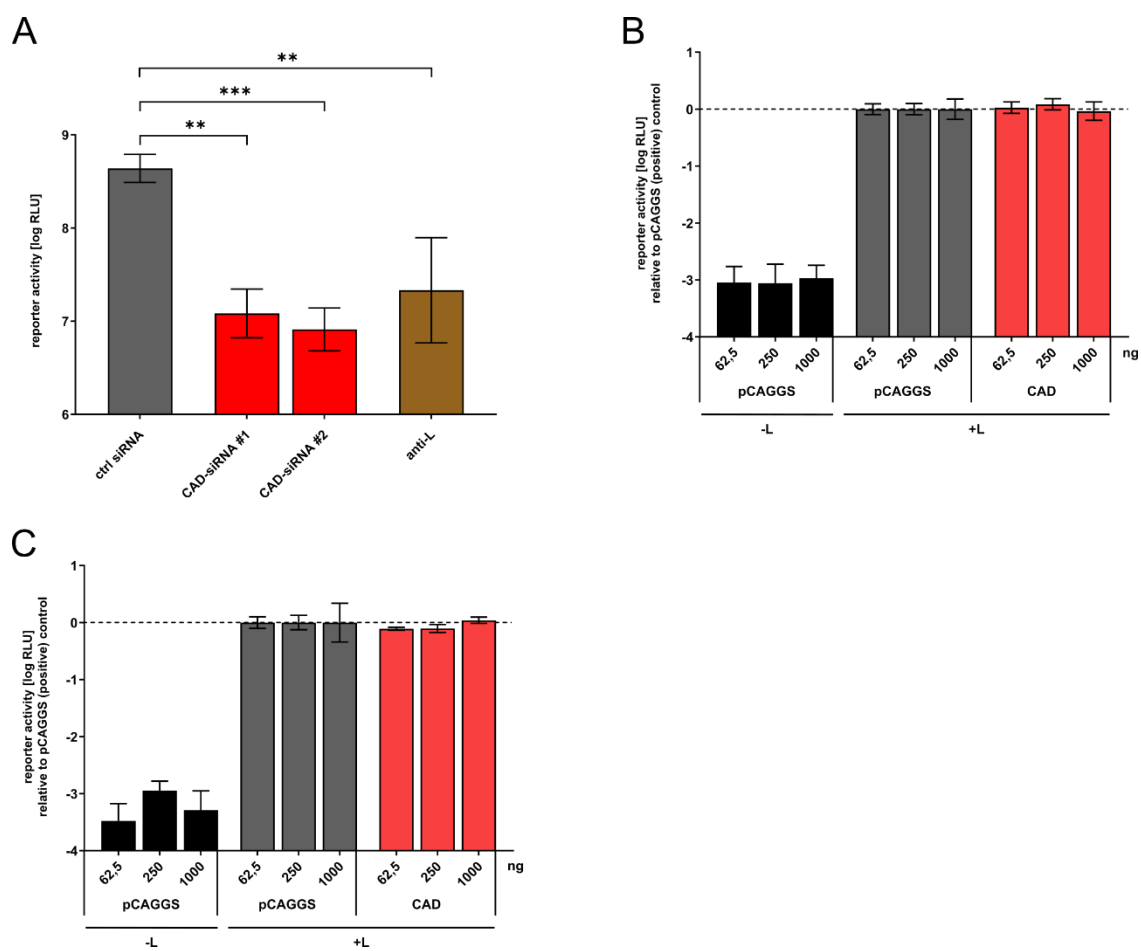 A
**
***
**
9
8
7
6
reporter activity [log RLU]
ctrl siRNA
CAD-siRNA #1
CAD-siRNA #2
anti-L
B
1
0
-1
-2
-3
-4
reporter activity [log RLU]
relative to pCAGGS (positive) control
62,5 250 1000 62,5 250 1000 62,5 250 1000 ng
pCAGGS pCAGGS CAD
-L +L
C
1
0
-1
-2
-3
-4
reporter activity [log RLU]
relative to pCAGGS (positive) control
62,5 250 1000 62,5 250 1000 62,5 250 1000 ng
pCAGGS pCAGGS CAD
-L +L